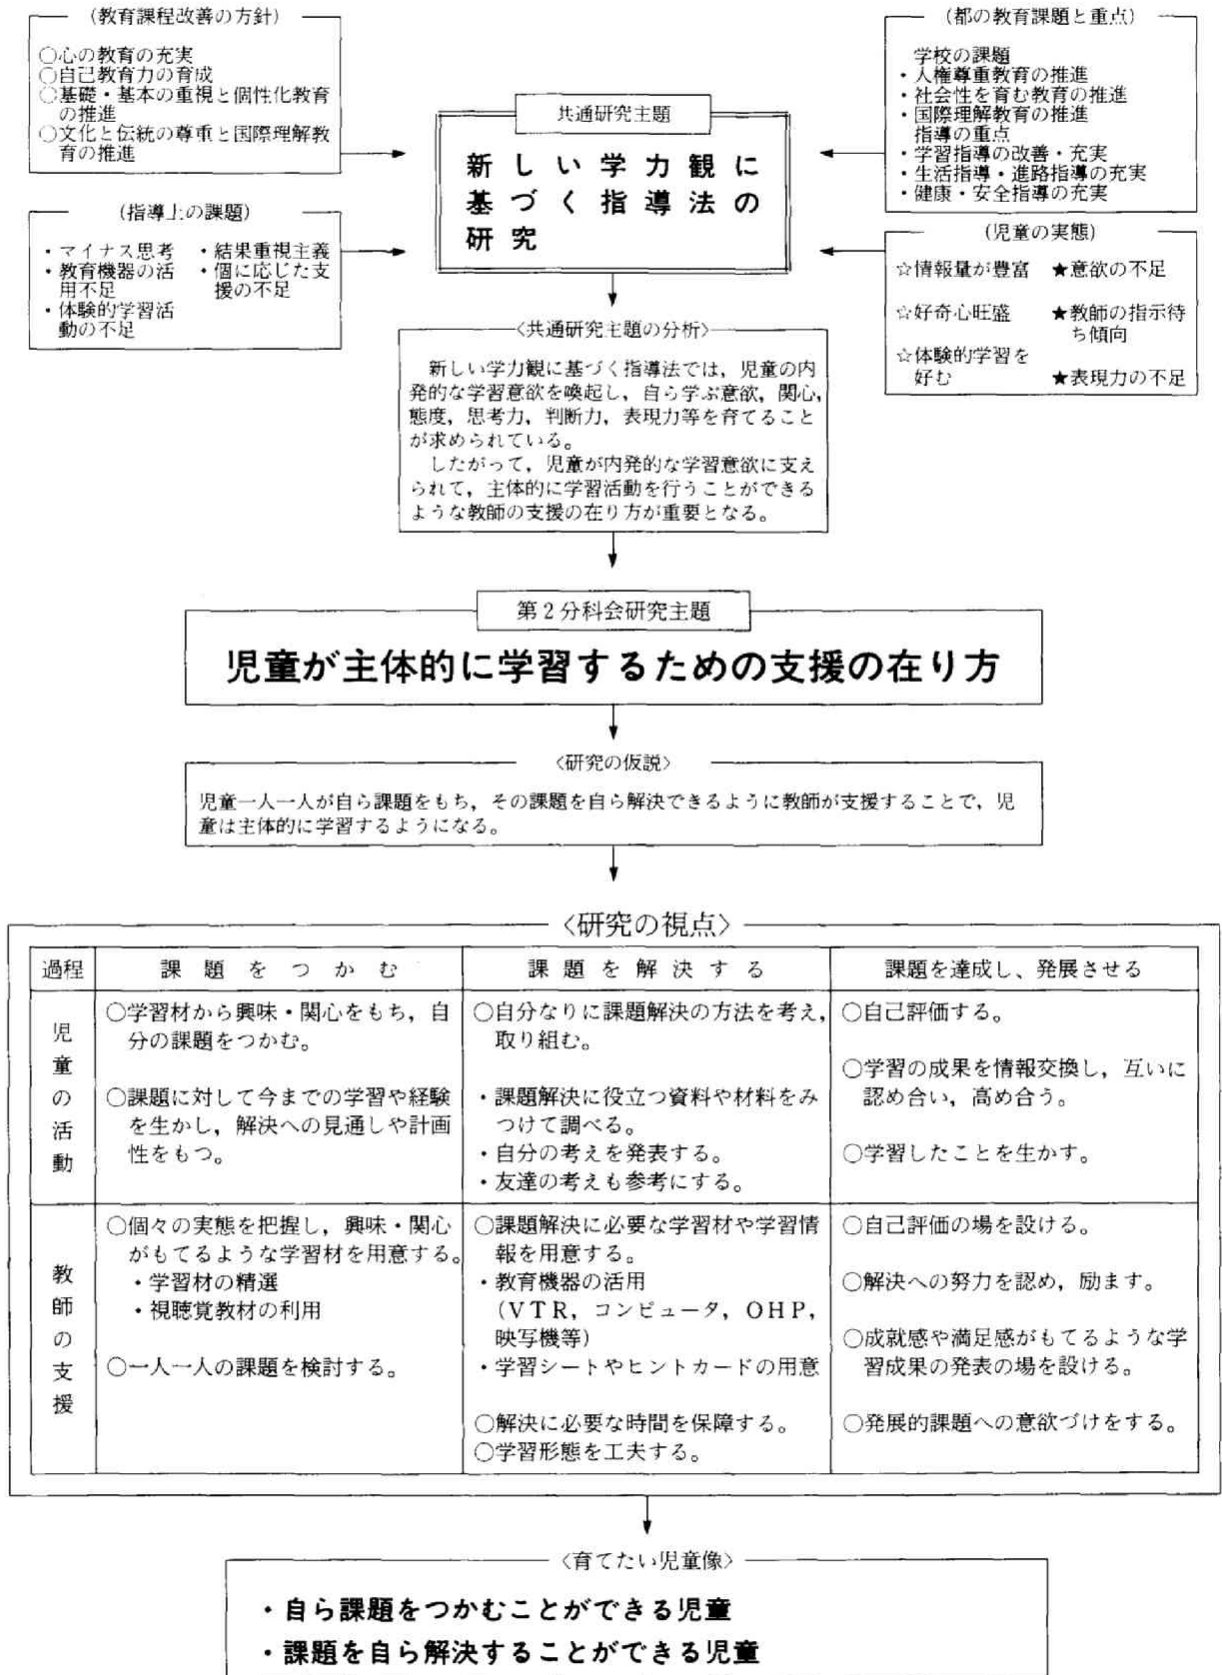 (教育課程改善の方針)
○心の教育の充実
○自己教育力の育成
○基礎・基本の重視と個性化教育
の推進
○文化と伝統の尊重と国際理解教
育の推進
(指導上の課題)
・マイナス思考
・教育機器の活
用不足
・体験的学習活
動の不足
・結果重視主義
・個に応じた支
援の不足
共通研究主題
新しい学力観に
基づく指導法の
研究
(都の教育課題と重点)
学校の課題
・人権尊重教育の推進
・社会性を育む教育の推進
・国際理解教育の推進
指導の重点
・学習指導の改善・充実
・生活指導・進路指導の充実
・健康・安全指導の充実
(児童の実態)
☆情報量が豊富
☆好奇心旺盛
☆体験的学習を
好む
★意欲の不足
★教師の指示待
ち傾向
★表現力の不足
〈共通研究主題の分析〉
新しい学力観に基づく指導法では，児童の内
発的な学習意欲を喚起し，自ら学ぶ意欲，関心，
態度，思考力，判断力，表現力等を育てること
が求められている。
したがって，児童が内発的な学習意欲に支え
られて，主体的に学習活動を行うことができる
ような教師の支援の在り方が重要となる。
第2分科会研究主題
児童が主体的に学習するための支援の在り方
〈研究の仮説〉
児童一人一人が自ら課題をもち，その課題を自ら解決できるように教師が支援することで，児
童は主体的に学習するようになる。
〈研究の視点〉
過程
課題をつかむ
課題を解決する
課題を達成し、発展させる
児童の活動
○学習材から興味・関心をもち，自
分の課題をつかむ。
○課題に対して今までの学習や経験
を生かし，解決への見通しや計画
性をもつ。
○自分なりに課題解決の方法を考え，
取り組む。
・課題解決に役立つ資料や材料をみ
つけて調べる。
・自分の考えを発表する。
・友達の考えも参考にする。
○自己評価する。
○学習の成果を情報交換し，互いに
認め合い，高め合う。
○学習したことを生かす。
教師の支援
○個々の実態を把握し，興味・関心
がもてるような学習材を用意する。
・学習材の精選
・視聴覚教材の利用
○一人一人の課題を検討する。
○課題解決に必要な学習材や学習情
報を用意する。
・教育機器の活用
(VTR，コンピュータ，OHP，
映写機等)
・学習シートやヒントカードの用意
○解決に必要な時間を保障する。
○学習形態を工夫する。
○自己評価の場を設ける。
○解決への努力を認め，励ます。
○成就感や満足感がもてるような学
習成果の発表の場を設ける。
○発展的課題への意欲づけをする。
〈育てたい児童像〉
・自ら課題をつかむことができる児童
・課題を自ら解決することができる児童